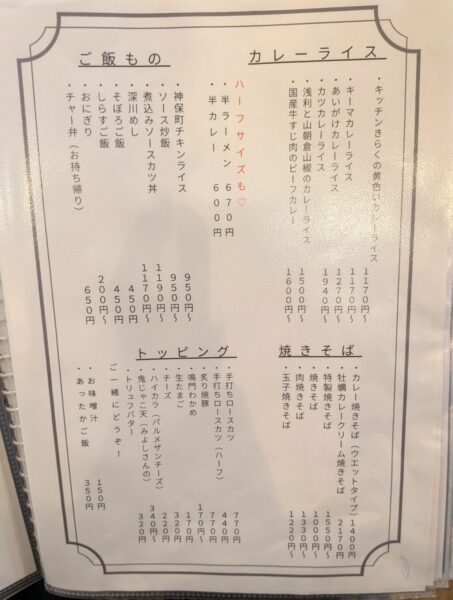 カレーライス
・キッチンきらくの黄色いカレーライス 1170円〜
・キーマカレーライス 1170円〜
・あいがけカレーライス 1270円〜
・カツカレーライス 1940円〜
・浅利と山朝倉山椒のカレーライス 1500円〜
・国産牛すじ肉のビーフカレー 1600円〜
ハーフサイズも♡
・半ラーメン 670円
・半カレー 600円
ご飯もの
・神保町チキンライス 950円〜
・ソース炒飯 950円〜
・煮込みソースカツ丼 1190円〜
・深川めし 1170円〜
・そぼろご飯 450円
・しらすご飯 450円
・おにぎり 200円〜
・チャー弁（お持ち帰り） 650円
焼きそば
・カレー焼きそば（ウエットタイプ） 1400円
・牡蠣カレークリーム焼きそば 2170円
・特製焼きそば 1550円〜
・焼きそば 1000円〜
・肉焼きそば 1330円〜
・玉子焼きそば 1220円〜
トッピング
・手打ちロースカツ 770円
・手打ちロースカツ（ハーフ） 440円
・炙り焼豚 770円〜
・鳴門わかめ 170円〜
・生たまご 170円
・チーズ 320円
・ハイカラ（パルメザンチーズ） 220円
・鬼じゃこ天（みよしさんの） 340円〜
・トリュフバター 320円
ご一緒にどうぞ！
・お味噌汁 150円
・あったかご飯 350円